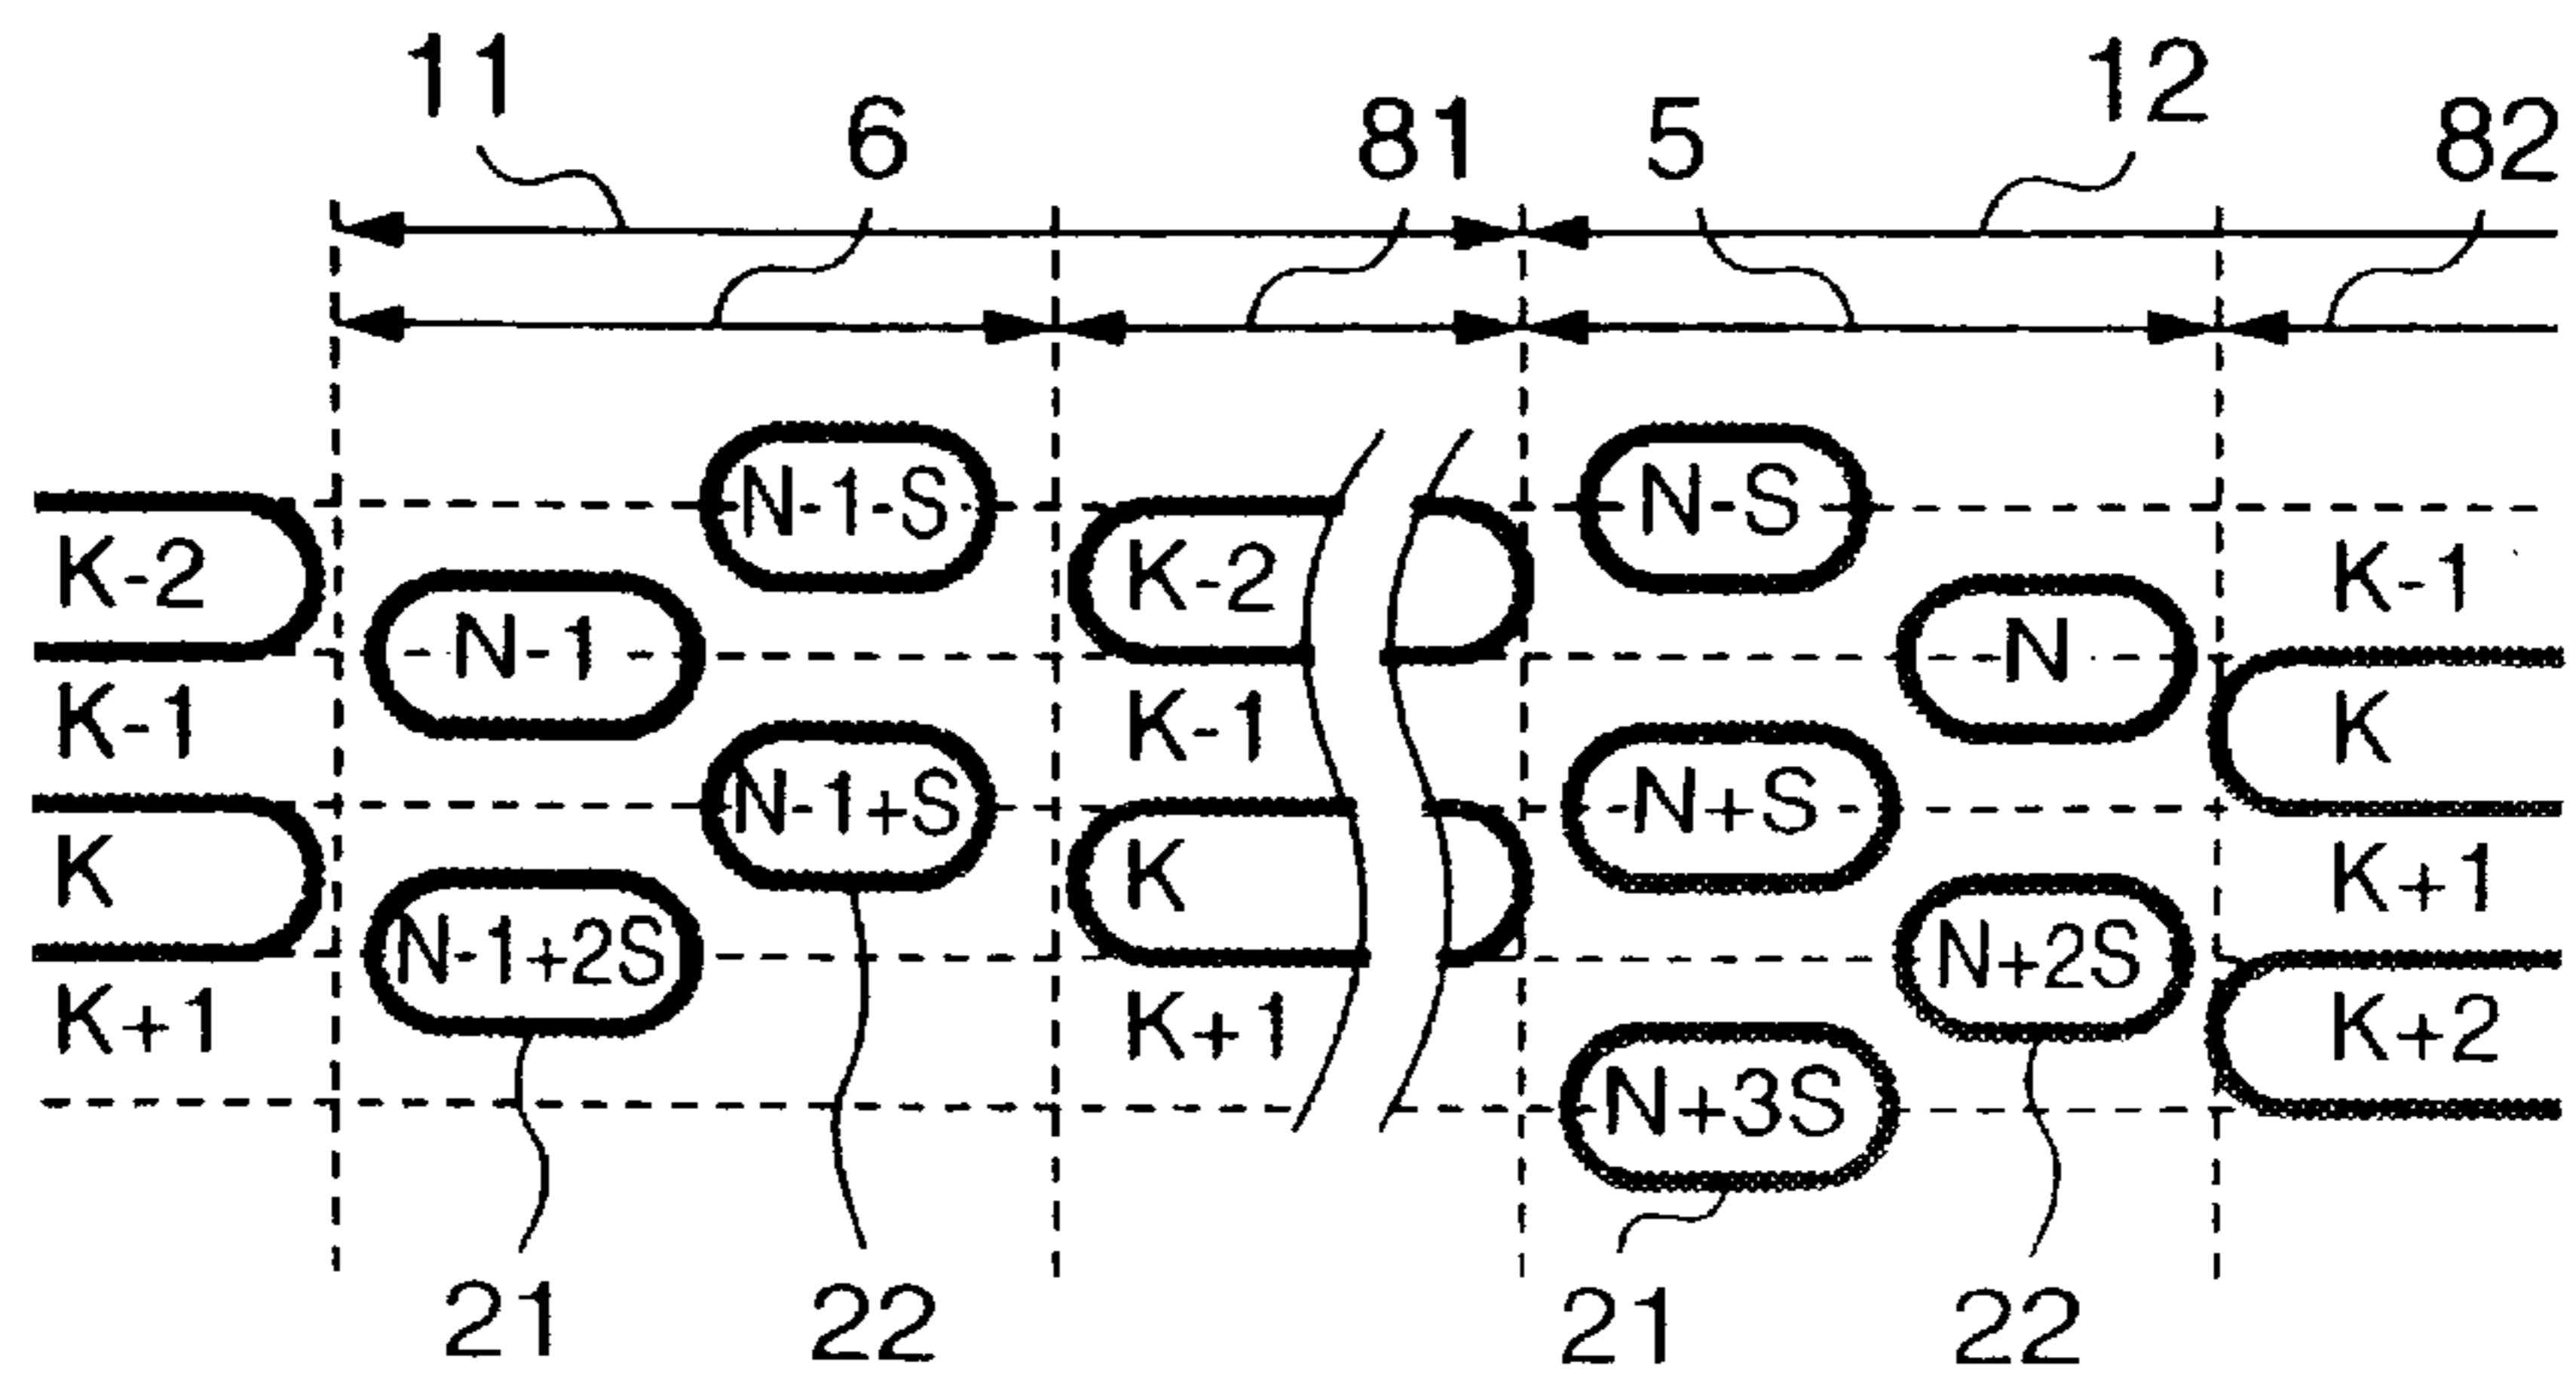 11 12
6 81 5 82
N-1-S N-S
K-2 K-2 K-1
N-1 N
K-1 K-1 K
N-1+S N+S
K K K+1
N-1+2S N+2S
K+1 K+1 K+2
N+3S
21 22 21 22